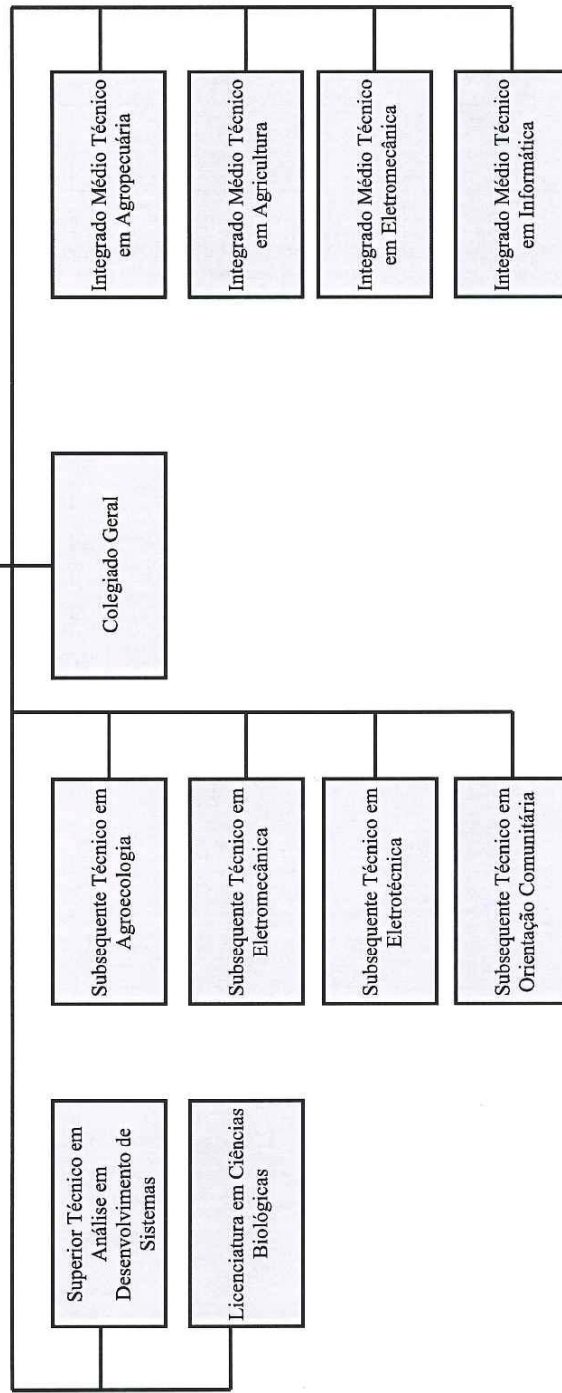 Superior Técnico em
Análise em
Desenvolvimento de
Sistemas
Licenciatura em Ciências
Biológicas
Subsequente Técnico em
Agroecologia
Subsequente Técnico em
Eletromecânica
Subsequente Técnico em
Eletrotécnica
Subsequente Técnico em
Orientação Comunitária
Colegiado Geral
Integrado Médio Técnico
em Agropecuária
Integrado Médio Técnico
em Agricultura
Integrado Médio Técnico
em Eletromecânica
Integrado Médio Técnico
em Informática